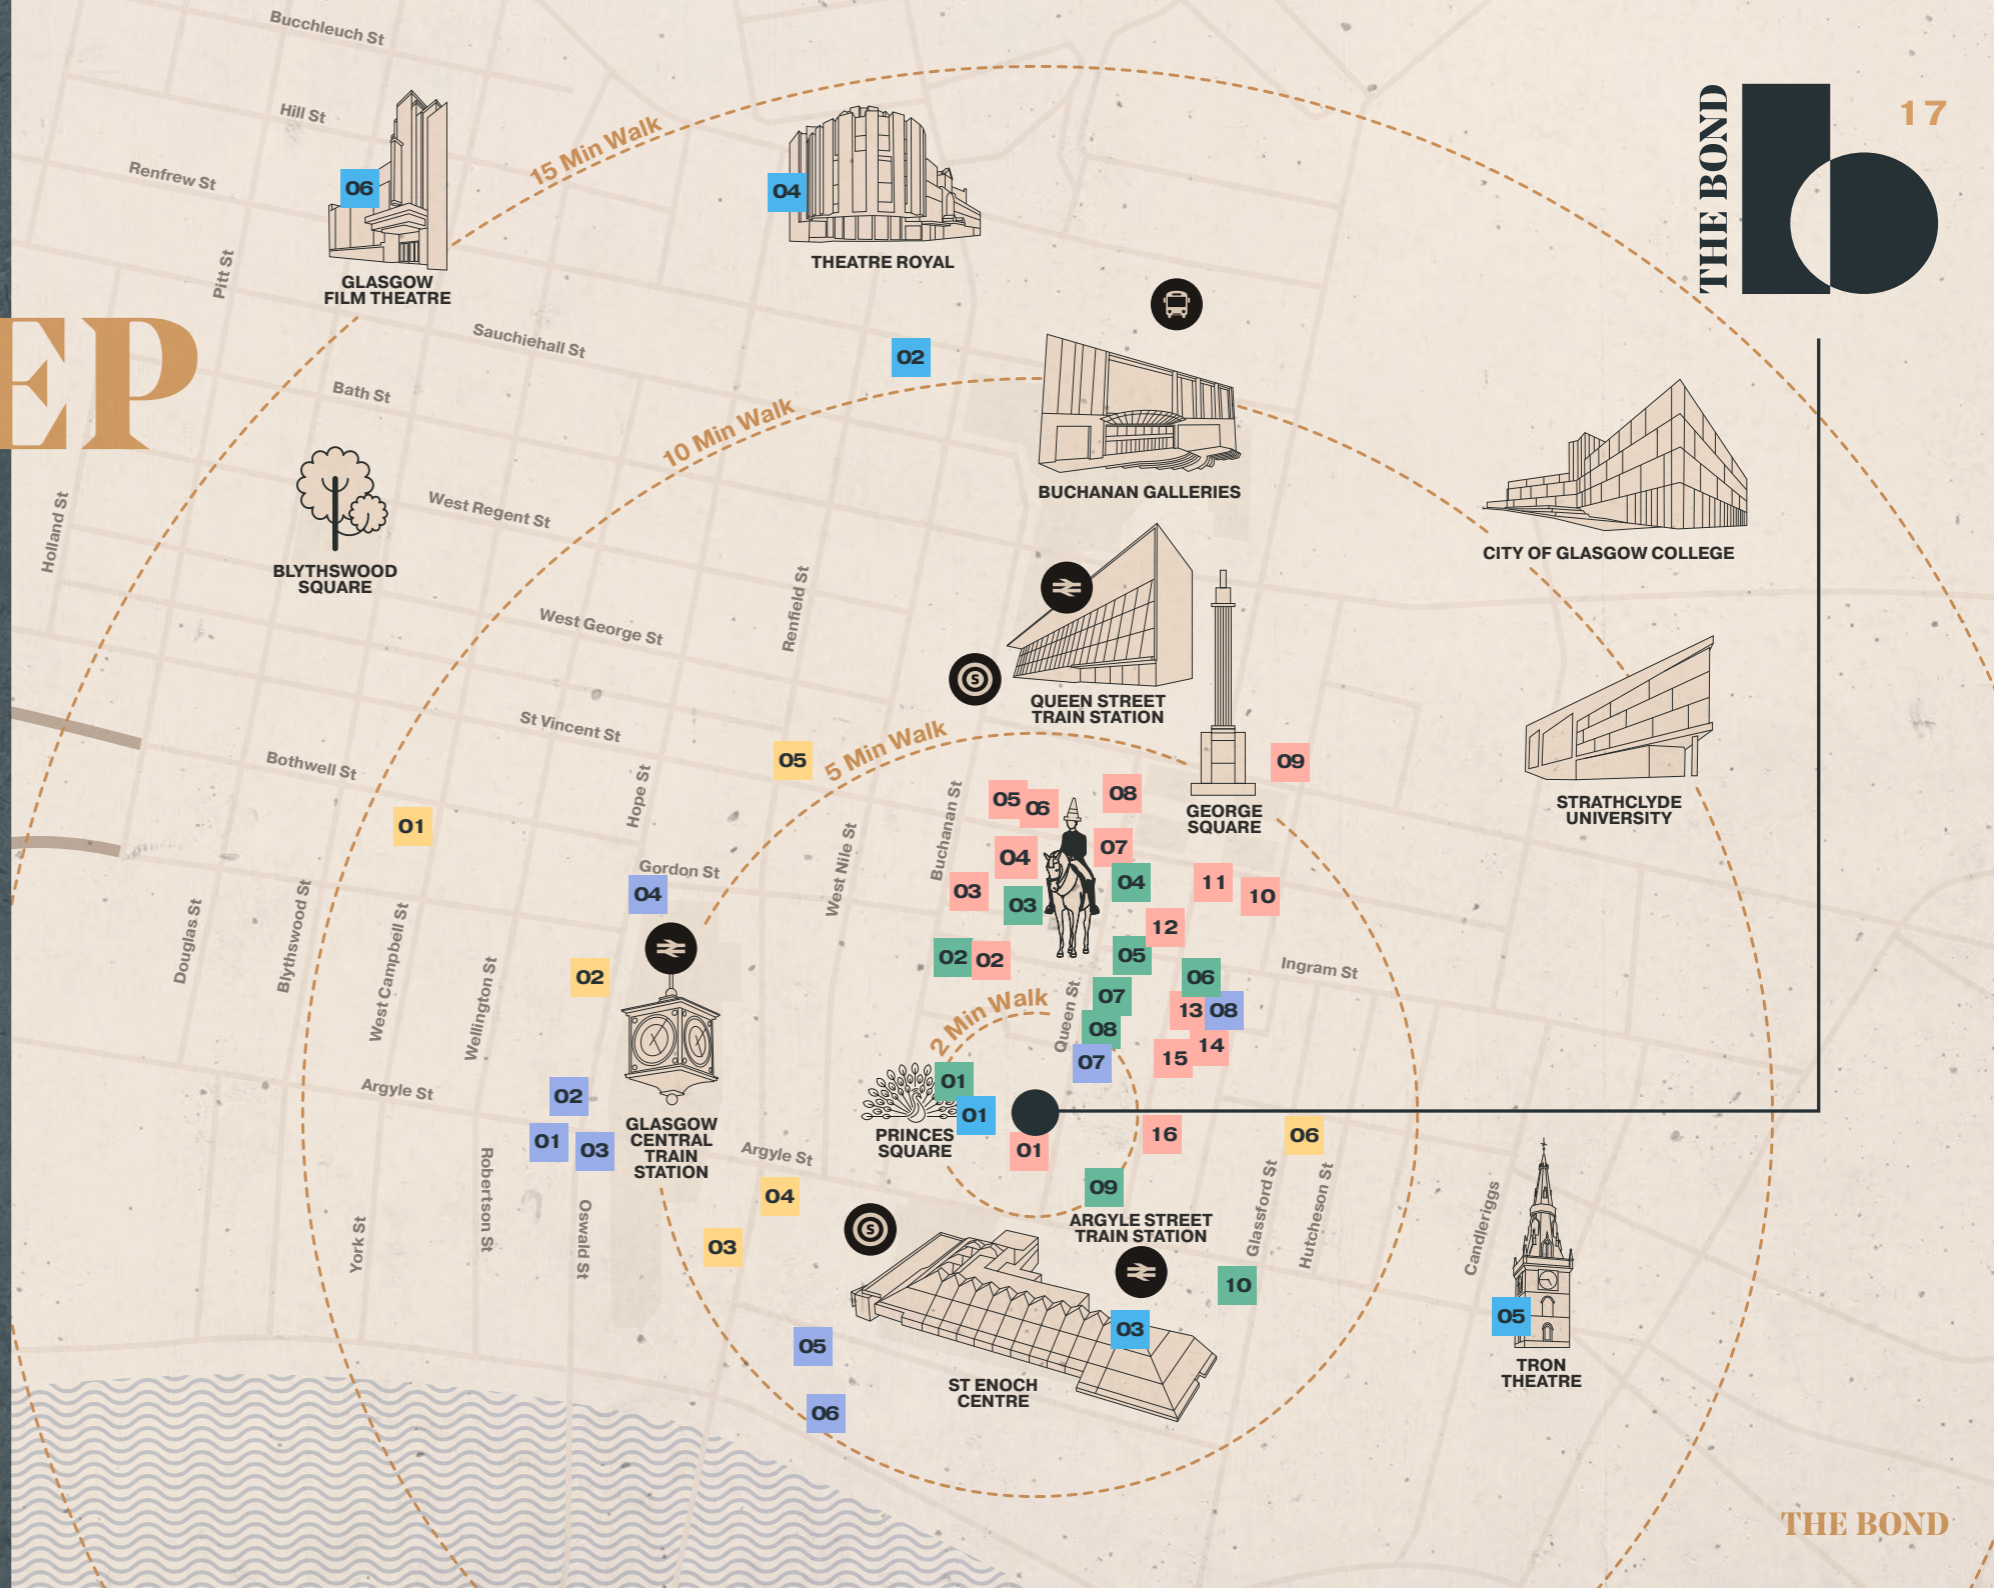 Bucchleuch St
Hill St
Renfrew St
15 Min Walk
THE BOND
17
06
04
GLASGOW
FILM THEATRE
THEATRE ROYAL
Pitt St
EP
Sauchiehall St
02
Bath St
10 Min Walk
BUCHANAN GALLERIES
West Regent St
Holland St
BLYTHSWOOD
SQUARE
CITY OF GLASGOW COLLEGE
Renfield St
West George St
S
QUEEN STREET
TRAIN STATION
St Vincent St
5 Min Walk
05
09
Bothwell St
Hope St
01
05
06
08
GEORGE
SQUARE
STRATHCLYDE
UNIVERSITY
Buchanan St
West Nile St
04
07
Gordon St
04
03
03
04
11
10
Douglas St
Blythswood St
West Campbell St
Wellington St
12
02
02
02
05
06
Ingram St
07
13
08
2 Min Walk
Queen St
08
14
15
07
Argyle St
02
01
01
01
03
GLASGOW
CENTRAL
TRAIN
STATION
PRINCES
SQUARE
01
16
06
Argyle St
Robertson St
Oswald St
York St
04
03
09
S
ARGYLE STREET
TRAIN STATION
Glassford St
Hutcheson St
Candleriggs
10
05
03
05
06
ST ENOCH
CENTRE
TRON
THEATRE
THE BOND